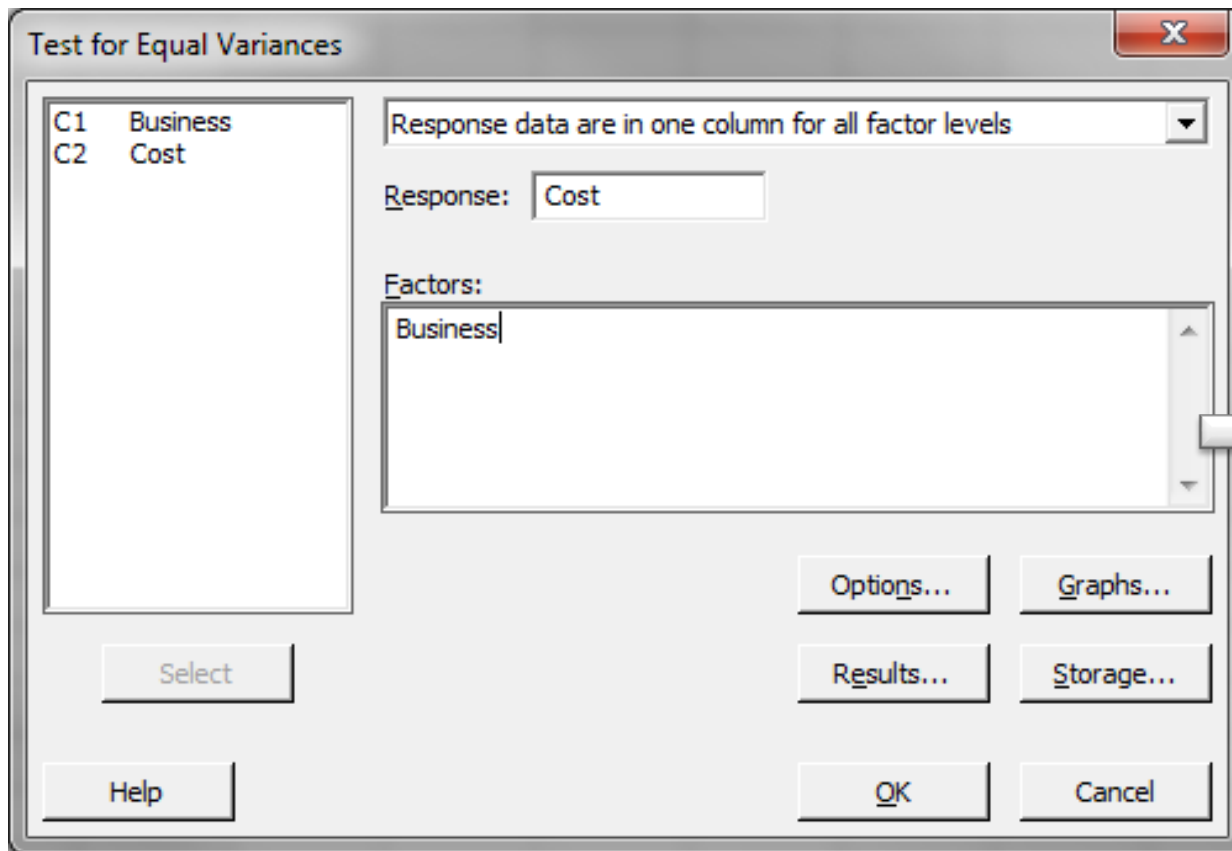 Test for Equal Variances
C1 Business
C2 Cost
Response data are in one column for all factor levels
Response: Cost
Factors:
Business
Options... Graphs...
Select Results... Storage...
Help OK Cancel